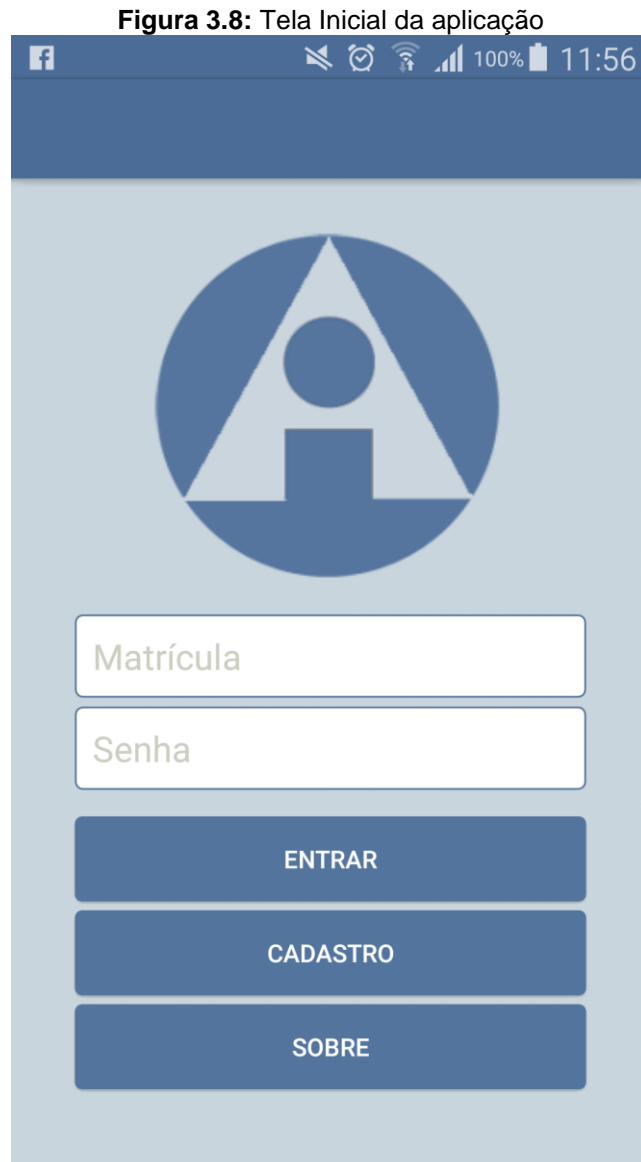 Figura 3.8: Tela Inicial da aplicação
100% 11:56
Matrícula
Senha
ENTRAR
CADASTRO
SOBRE